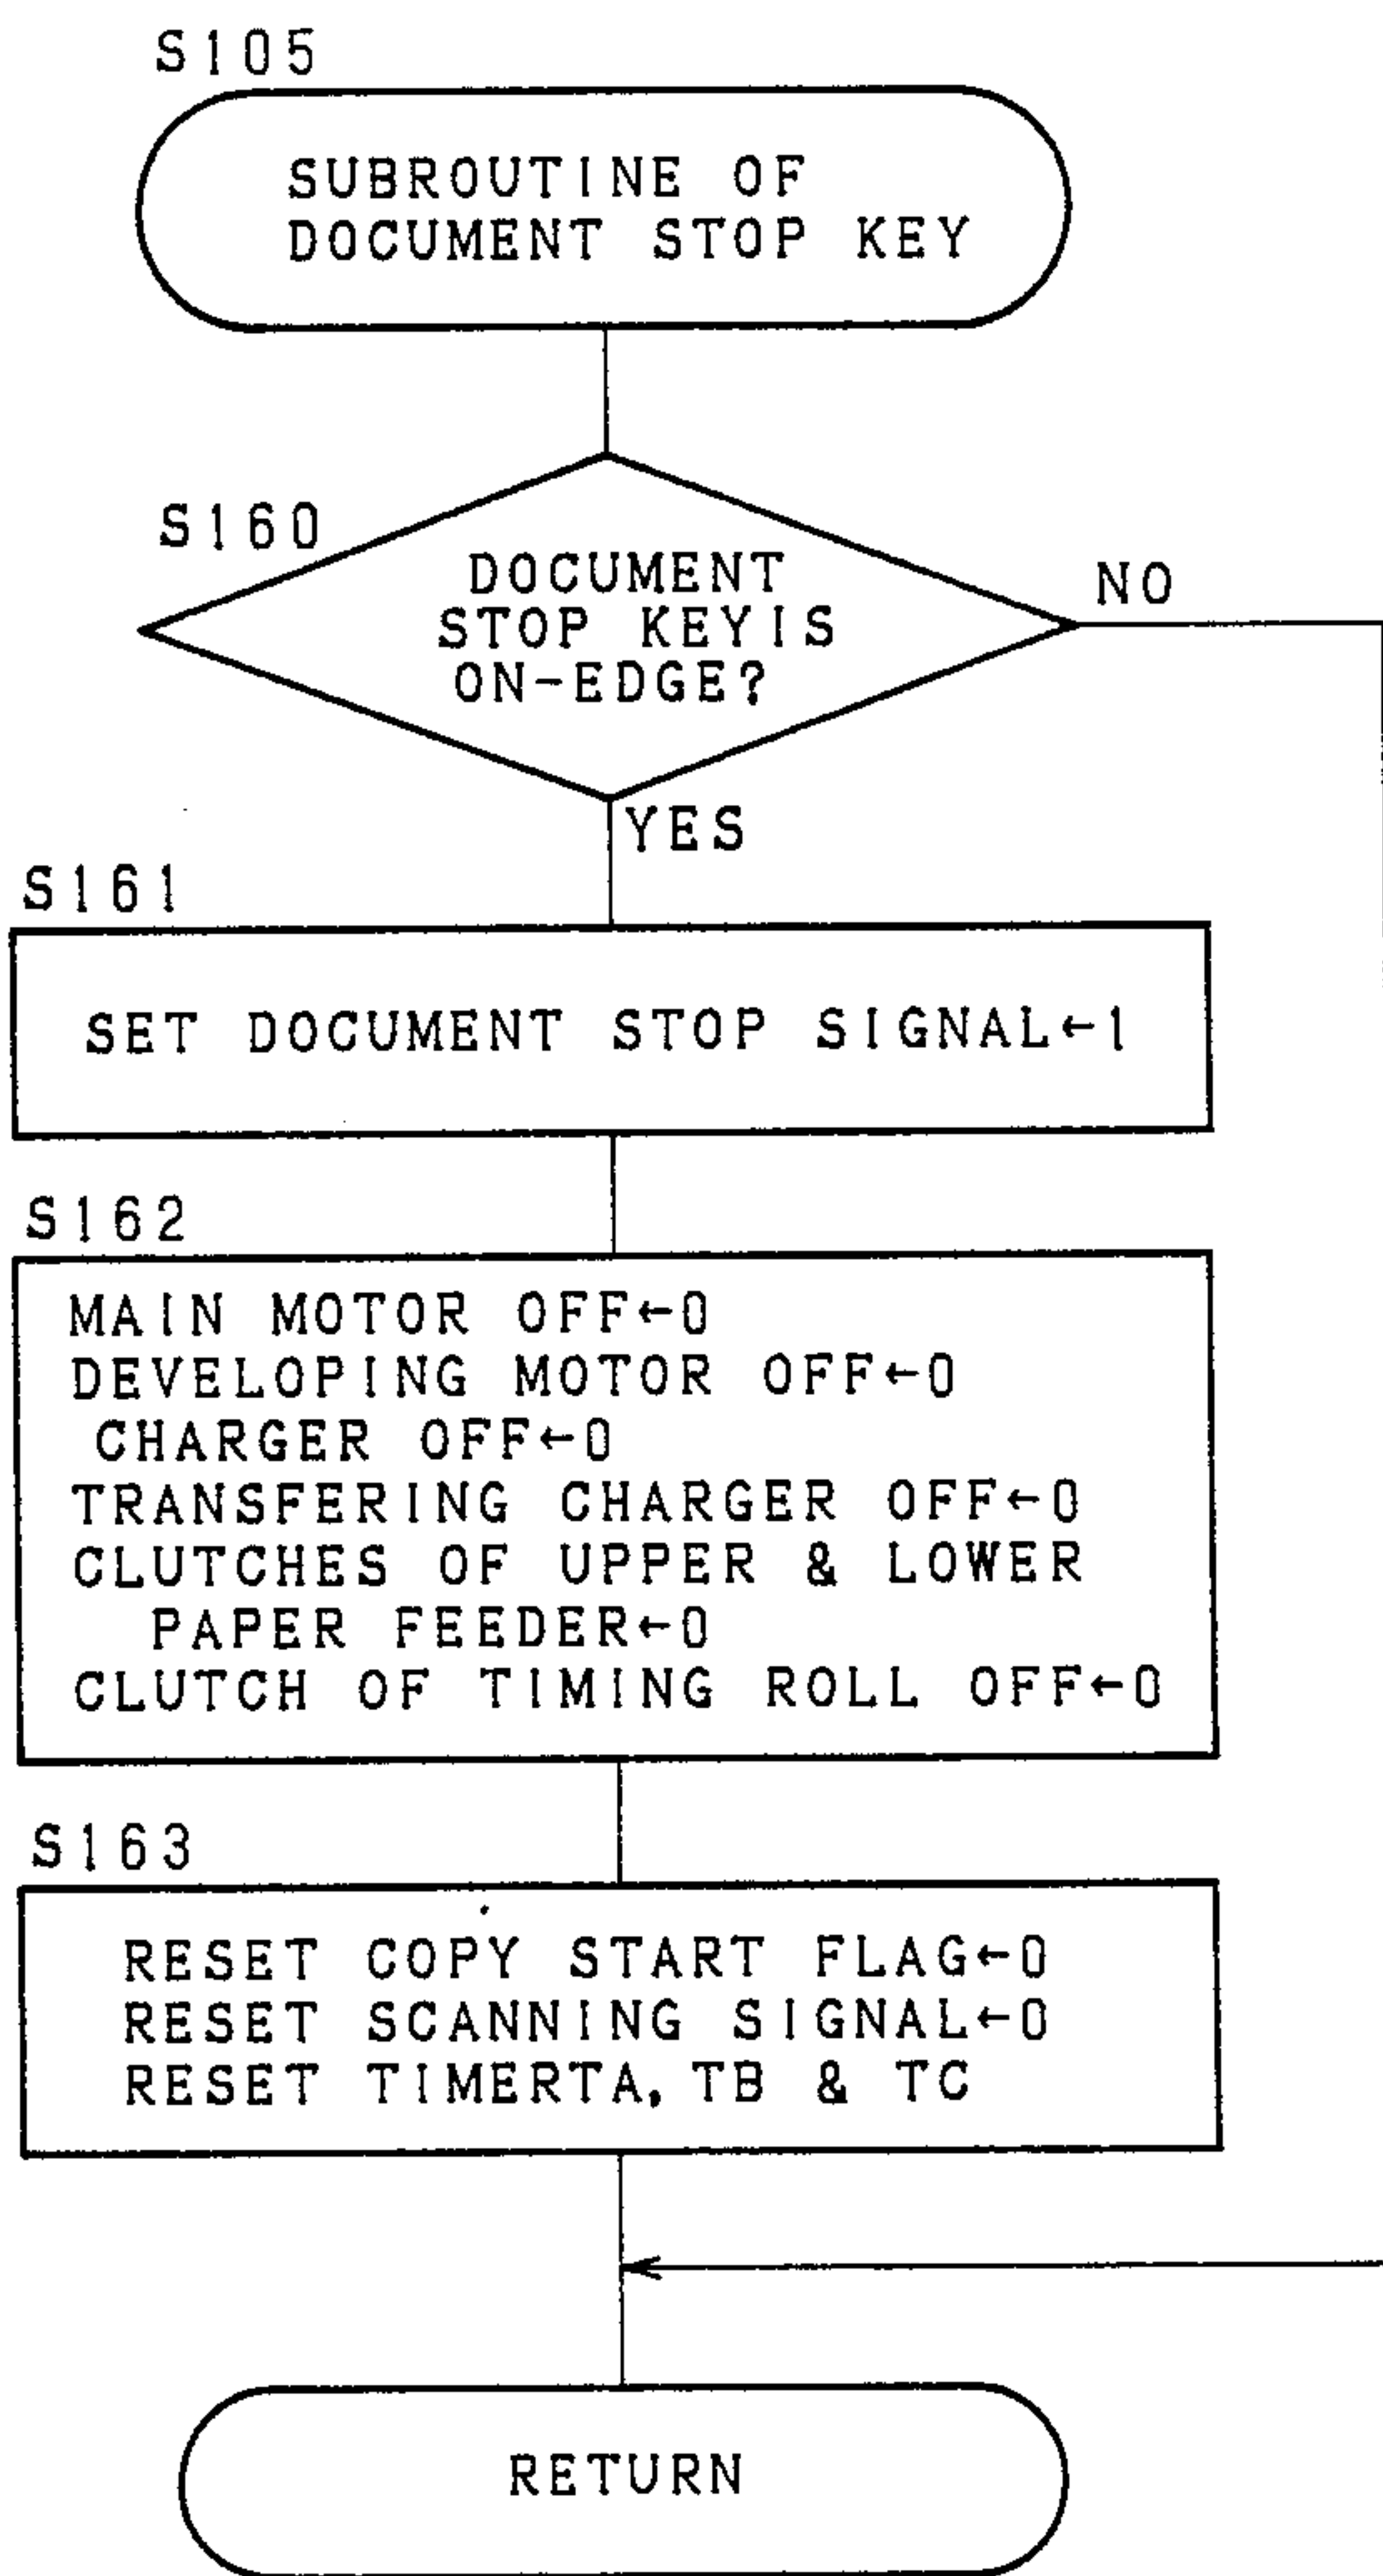 S105
SUBROUTINE OF
DOCUMENT STOP KEY
S160
DOCUMENT
STOP KEYIS
ON-EDGE?
NO
YES
S161
SET DOCUMENT STOP SIGNAL←1
S162
MAIN MOTOR OFF←0
DEVELOPING MOTOR OFF←0
CHARGER OFF←0
TRANSFERING CHARGER OFF←0
CLUTCHES OF UPPER & LOWER
PAPER FEEDER←0
CLUTCH OF TIMING ROLL OFF←0
S163
RESET COPY START FLAG←0
RESET SCANNING SIGNAL←0
RESET TIMERTA, TB & TC
RETURN